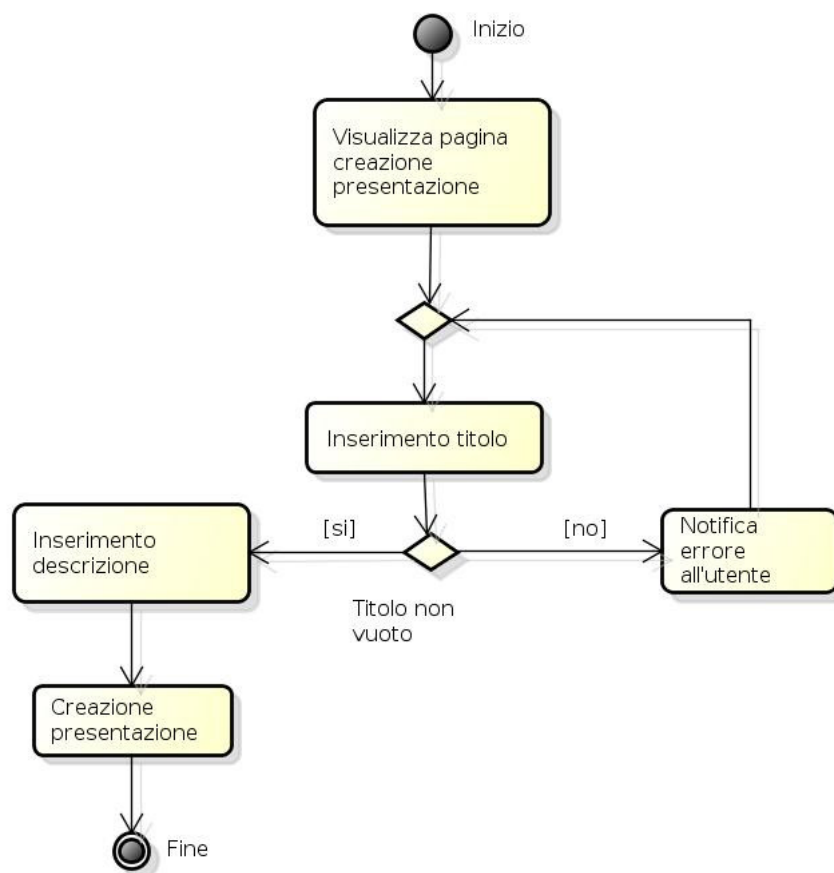 Inizio
Visualizza pagina
creazione
presentazione
Inserimento titolo
[si]
[no]
Inserimento
descrizione
Notifica
errore
all'utente
Titolo non
vuoto
Creazione
presentazione
Fine